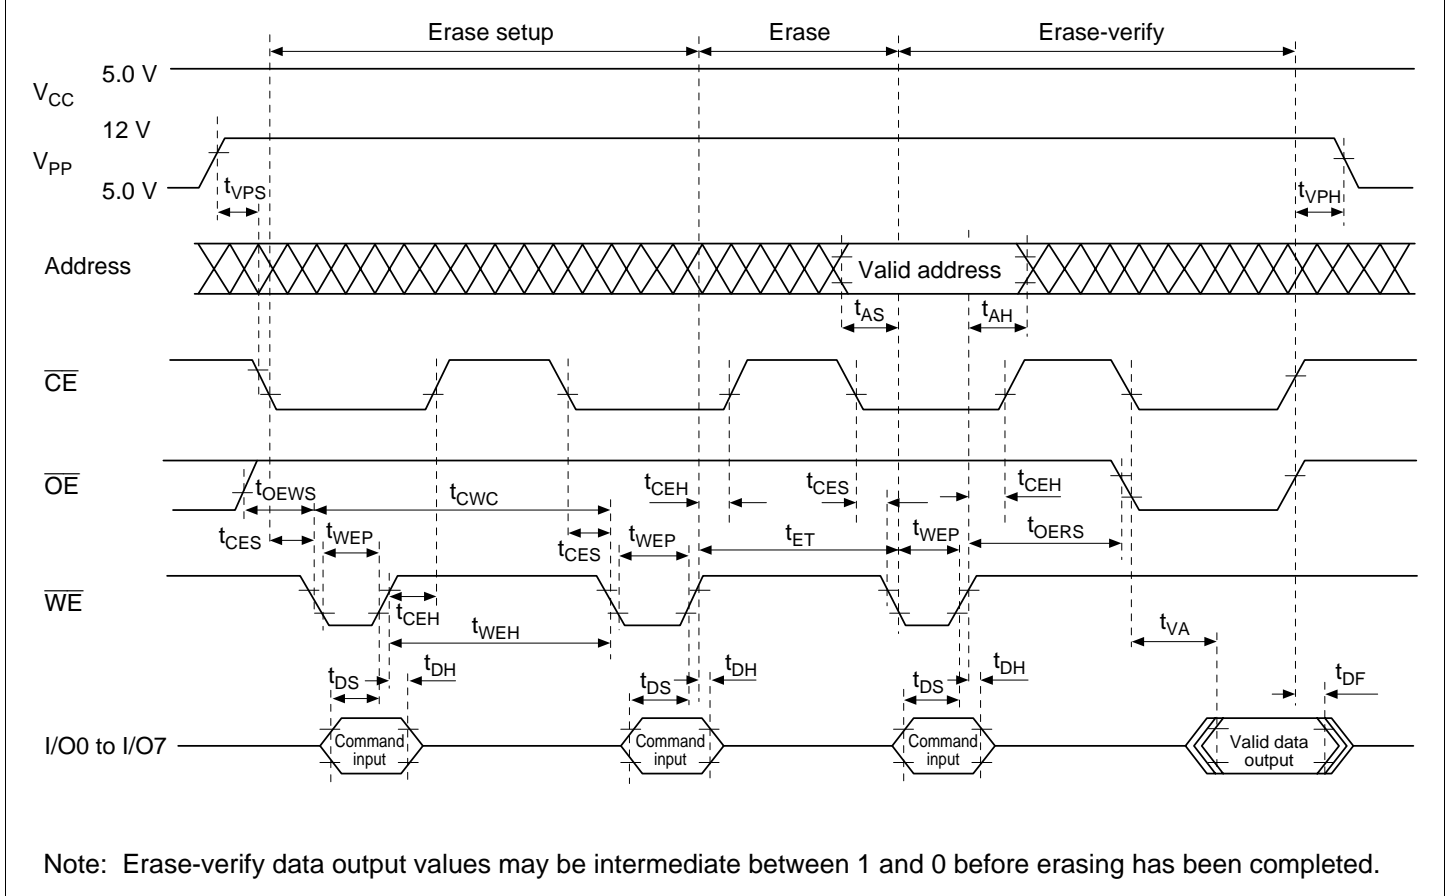 Erase setup Erase Erase-verify
5.0 V
VCC
12 V
VPP
5.0 V
tVPS tVPH
Address Valid address
tAS tAH
CE
OE
tOEWS tCWC tCEH tCES tCEH
tCES tWEP tCES tWEP tET tWEP tOERS
WE
tCEH tWEH tVA
tDS tDH tDS tDH tDS tDH tDF
I/O0 to I/O7
Command input
Command input
Command input
Valid data output
Note: Erase-verify data output values may be intermediate between 1 and 0 before erasing has been completed.